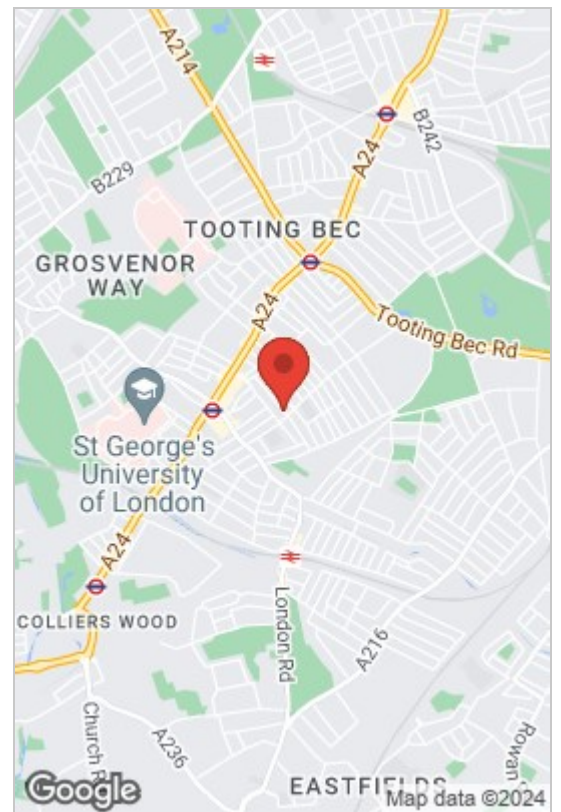 A214
B242
B229
A24
TOOTING BEC
GROSVENOR
WAY
A24
Tooting Bec Rd
St George's
University
of London
A24
London Rd
COLLIERS WOOD
A216
Church R
A236
Rowan
EASTFIELDS
Google
Map data ©2024